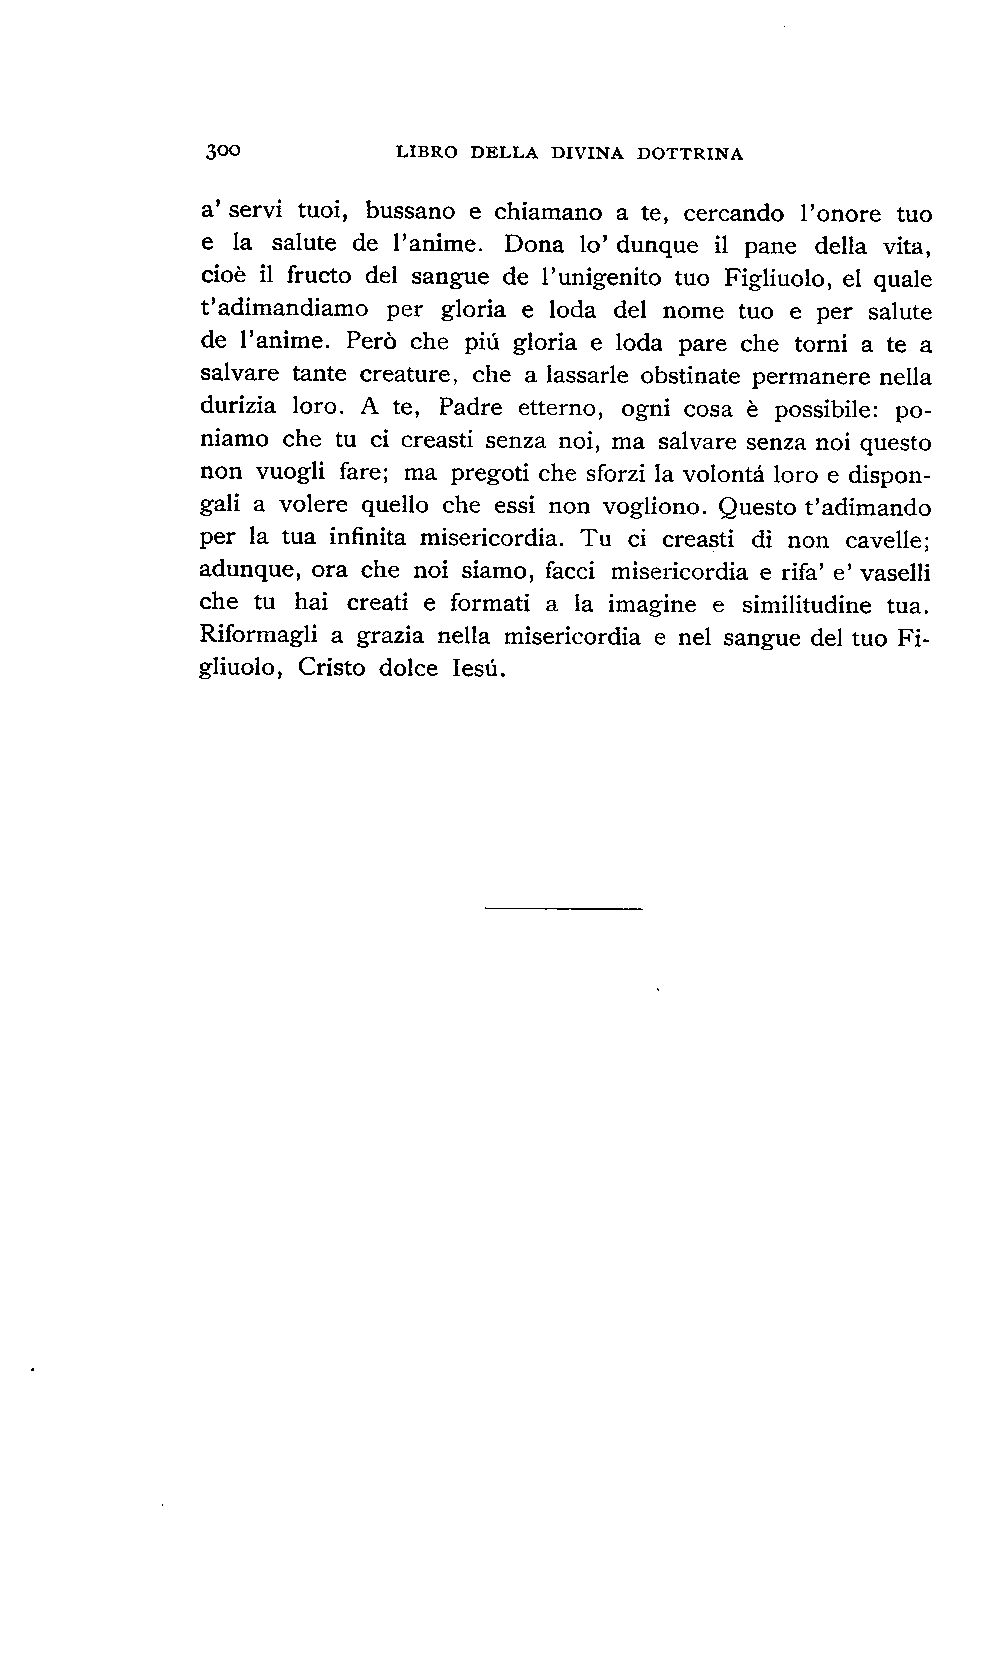 300 LIBRO DELLA DIVINA DOTTRINA
a' servi tuoi, bussano e chiamano a te, cercando l'onore tuo
e la salute de l'anime. Dona lo' dunque il pane della vita,
cioè il fructo del sangue de l'unigenito tuo Figliuolo, el quale
t'adimandiamo per gloria e loda del nome tuo e per salute
de l'anime. Però che piú gloria e loda pare che torni a te a
salvare tante creature, che a lassarle obstinate permanere nella
durizia loro. A te, Padre etterno, ogni cosa è possibile: po-
niamo che tu ci creasti senza noi, ma salvare senza noi questo
non vuogli fare; ma pregoti che sforzi la volontá loro e dispon-
gali a volere quello che essi non vogliono. Questo t'adimando
per la tua infinita misericordia. Tu ci creasti di non cavelle;
adunque, ora che noi siamo, facci misericordia e rifa' e' vaselli
che tu hai creati e formati a la imagine e similitudine tua.
Riformagli a grazia nella misericordia e nel sangue del tuo Fi-
gliuolo, Cristo dolce Iesú.